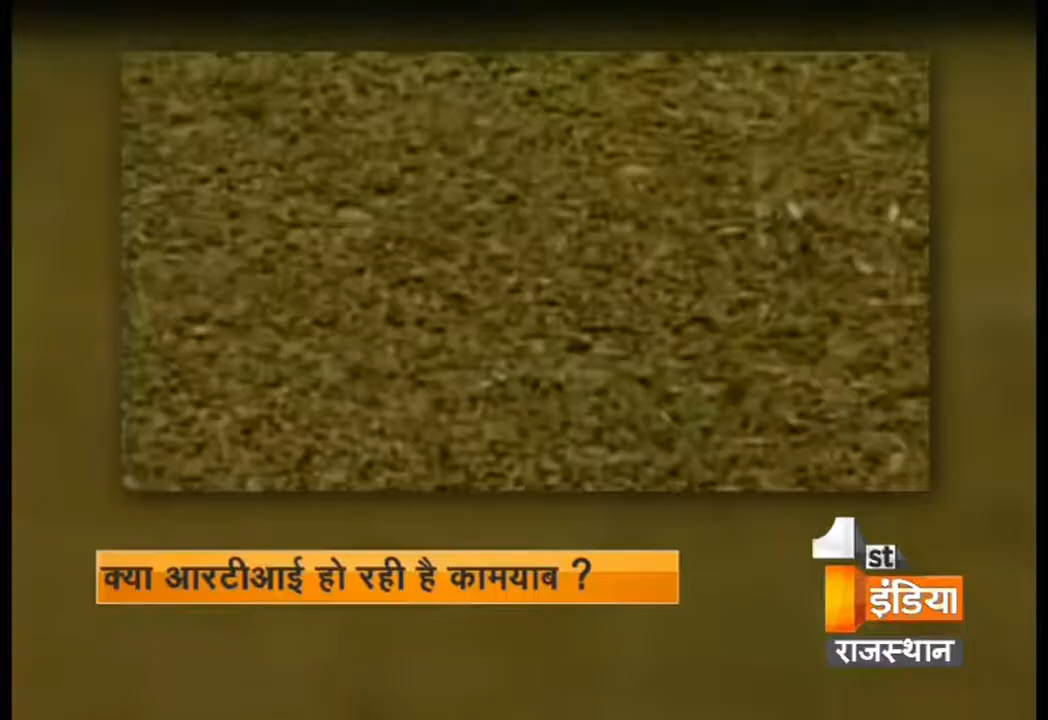 क्या आरटीआई हो रही है कामयाब ?
1st
इंडिया
राजस्थान